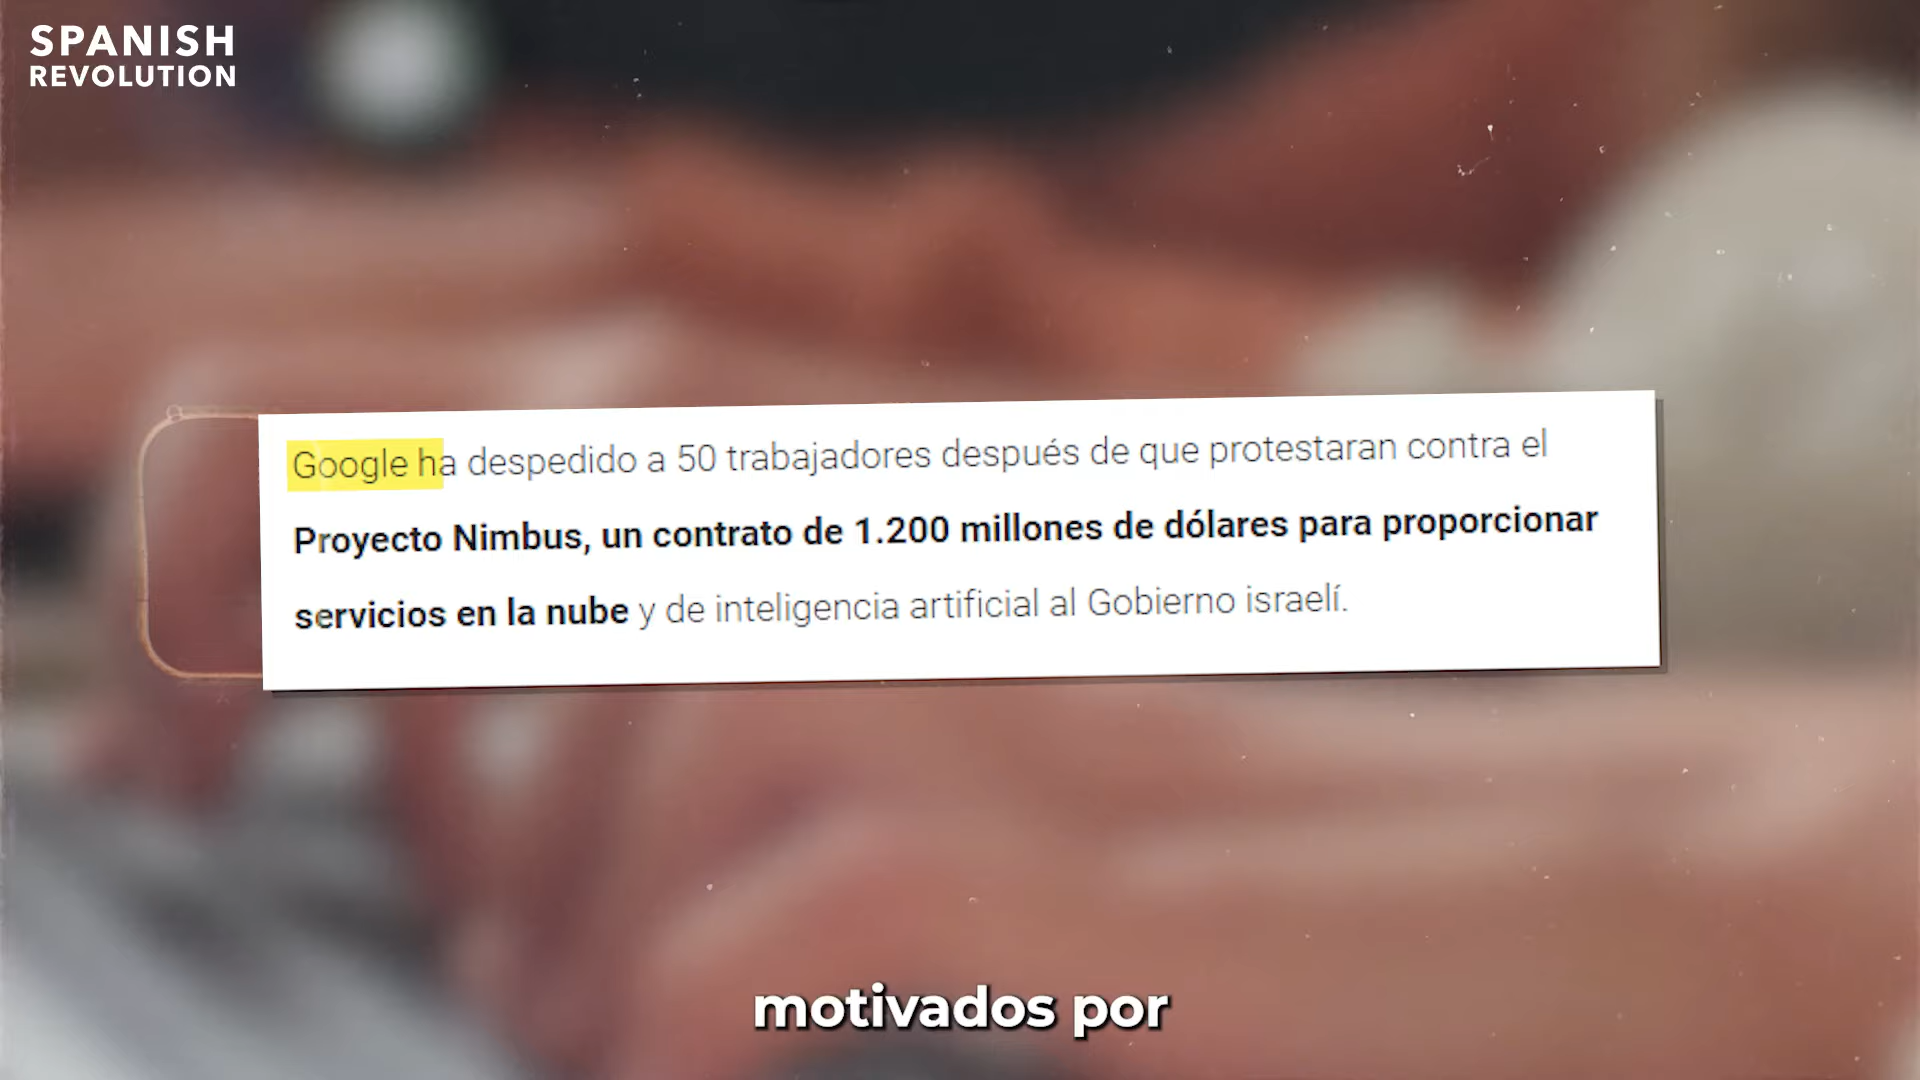 SPANISH
REVOLUTION
Google ha despedido a 50 trabajadores después de que protestaran contra el
Proyecto Nimbus, un contrato de 1.200 millones de dólares para proporcionar
servicios en la nube y de inteligencia artificial al Gobierno israelí.
motivados por